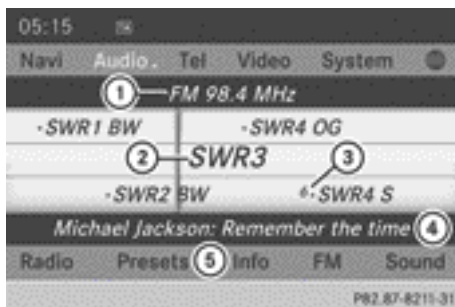 05:15
Navi Audio. Tel Video System
1 FM 98.4 MHz
·SWR1 BW ·SWR4 OG
2 SWR3 3
·SWR2 BW 6·SWR4 S
Michael Jackson: Remember the time 4
Radio Presets 5 Info FM Sound
P82.87-8211-31